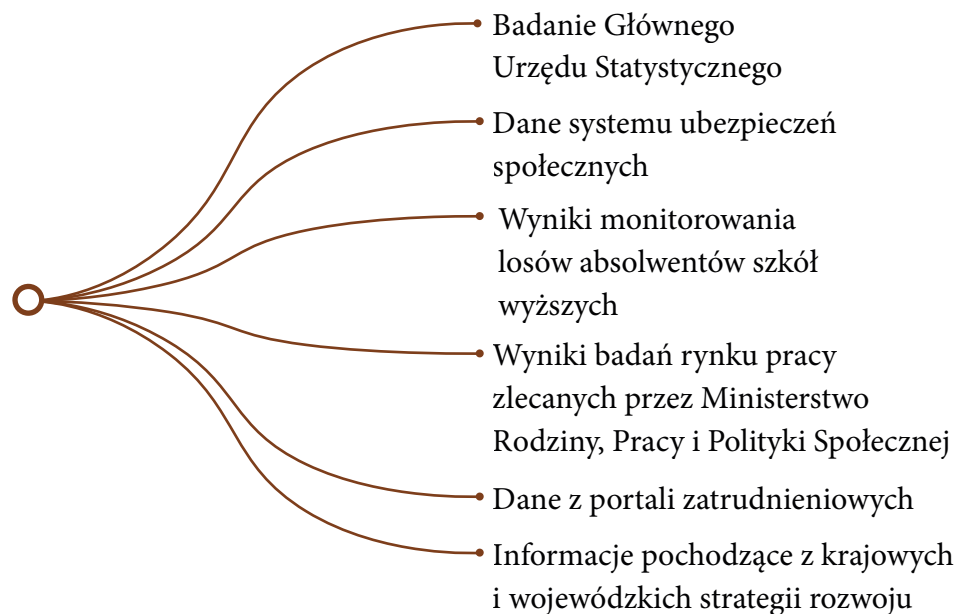 Badanie Głównego
Urzędu Statystycznego
Dane systemu ubezpieczeń
społecznych
Wyniki monitorowania
losów absolwentów szkół
wyższych
Wyniki badań rynku pracy
zlecanych przez Ministerstwo
Rodziny, Pracy i Polityki Społecznej
Dane z portali zatrudnieniowych
Informacje pochodzące z krajowych
i wojewódzkich strategii rozwoju